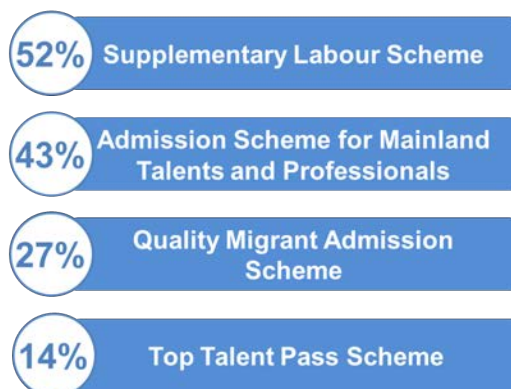 52% Supplementary Labour Scheme
43% Admission Scheme for Mainland
Talents and Professionals
27% Quality Migrant Admission
Scheme
14% Top Talent Pass Scheme